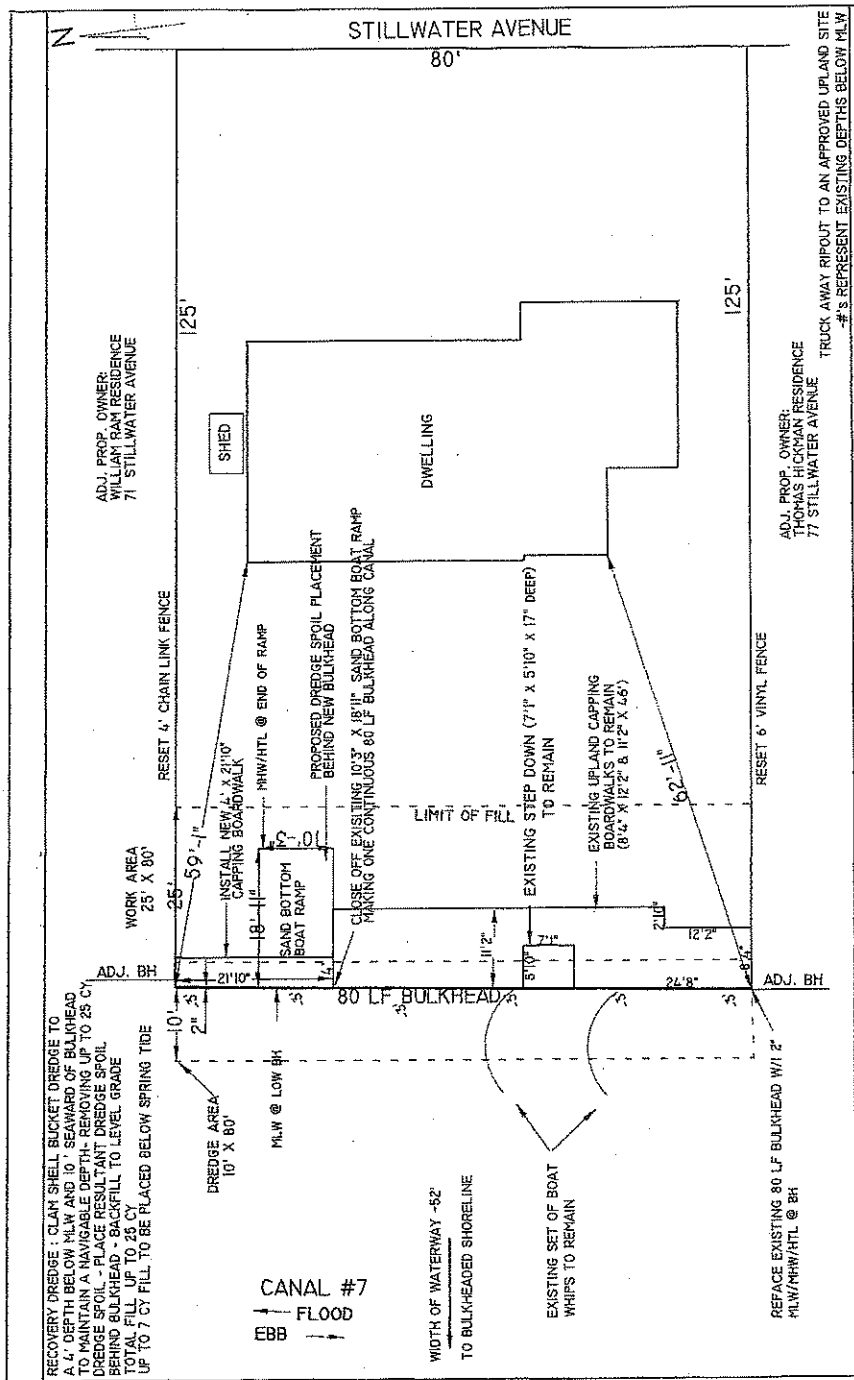 N
STILLWATER AVENUE
80'
125'
125'
ADJ. PROP. OWNER:
WILLIAM RAM RESIDENCE
71 STILLWATER AVENUE
SHED
DWELLING
ADJ. PROP. OWNER:
THOMAS HICKMAN RESIDENCE
77 STILLWATER AVENUE
TRUCK AWAY RIPOUT TO AN APPROVED UPLAND SITE
-#'s REPRESENT EXISTING DEPTHS BELOW MLW
RESET 4' CHAIN LINK FENCE
RESET 6' VINYL FENCE
WORK AREA
25' X 80'
25'
59'-1"
62'-11"
INSTALL NEW 4' X 21'10"
CAPPING BOARDWALK
MHW/HTL @ END OF RAMP
PROPOSED DREDGE SPOIL PLACEMENT
BEHIND NEW BULKHEAD
CLOSE OFF EXISITING 10'3" X 18'11" SAND BOTTOM BOAT RAMP
MAKING ONE CONTINUOUS 80 LF BULKHEAD ALONG CANAL
LIMIT OF FILL
EXISTING STEP DOWN (7'1" X 5'10" X 17" DEEP)
TO REMAIN
EXISTING UPLAND CAPPING
BOARDWALKS TO REMAIN
(8'4" X 12'2" & 11'2" X 46')
18'-11"
10'-3"
SAND BOTTOM
BOAT RAMP
21'10"
4'
11'2"
7'1"
5'10"
2'10"
12'2"
8'4"
24'8"
ADJ. BH
ADJ. BH
80 LF BULKHEAD
10'
DREDGE AREA
10' X 80'
MLW @ LOW BH
EXISTING SET OF BOAT
WHIPS TO REMAIN
REFACE EXISTING 80 LF BULKHEAD W/I 2"
MLW/MHW/HTL @ BH
RECOVERY DREDGE : CLAM SHELL BUCKET DREDGE TO
A 4' DEPTH BELOW MLW AND 10' SEAWARD OF BULKHEAD
TO MAINTAIN A NAVIGABLE DEPTH- REMOVING UP TO 25 CY
DREDGE SPOIL - PLACE RESULTANT DREDGE SPOIL
BEHIND BULKHEAD - BACKFILL TO LEVEL GRADE
TOTAL FILL UP TO 25 CY
UP TO 7 CY FILL TO BE PLACED BELOW SPRING TIDE
CANAL #7
FLOOD
EBB
WIDTH OF WATERWAY -52'
TO BULKHEADED SHORELINE